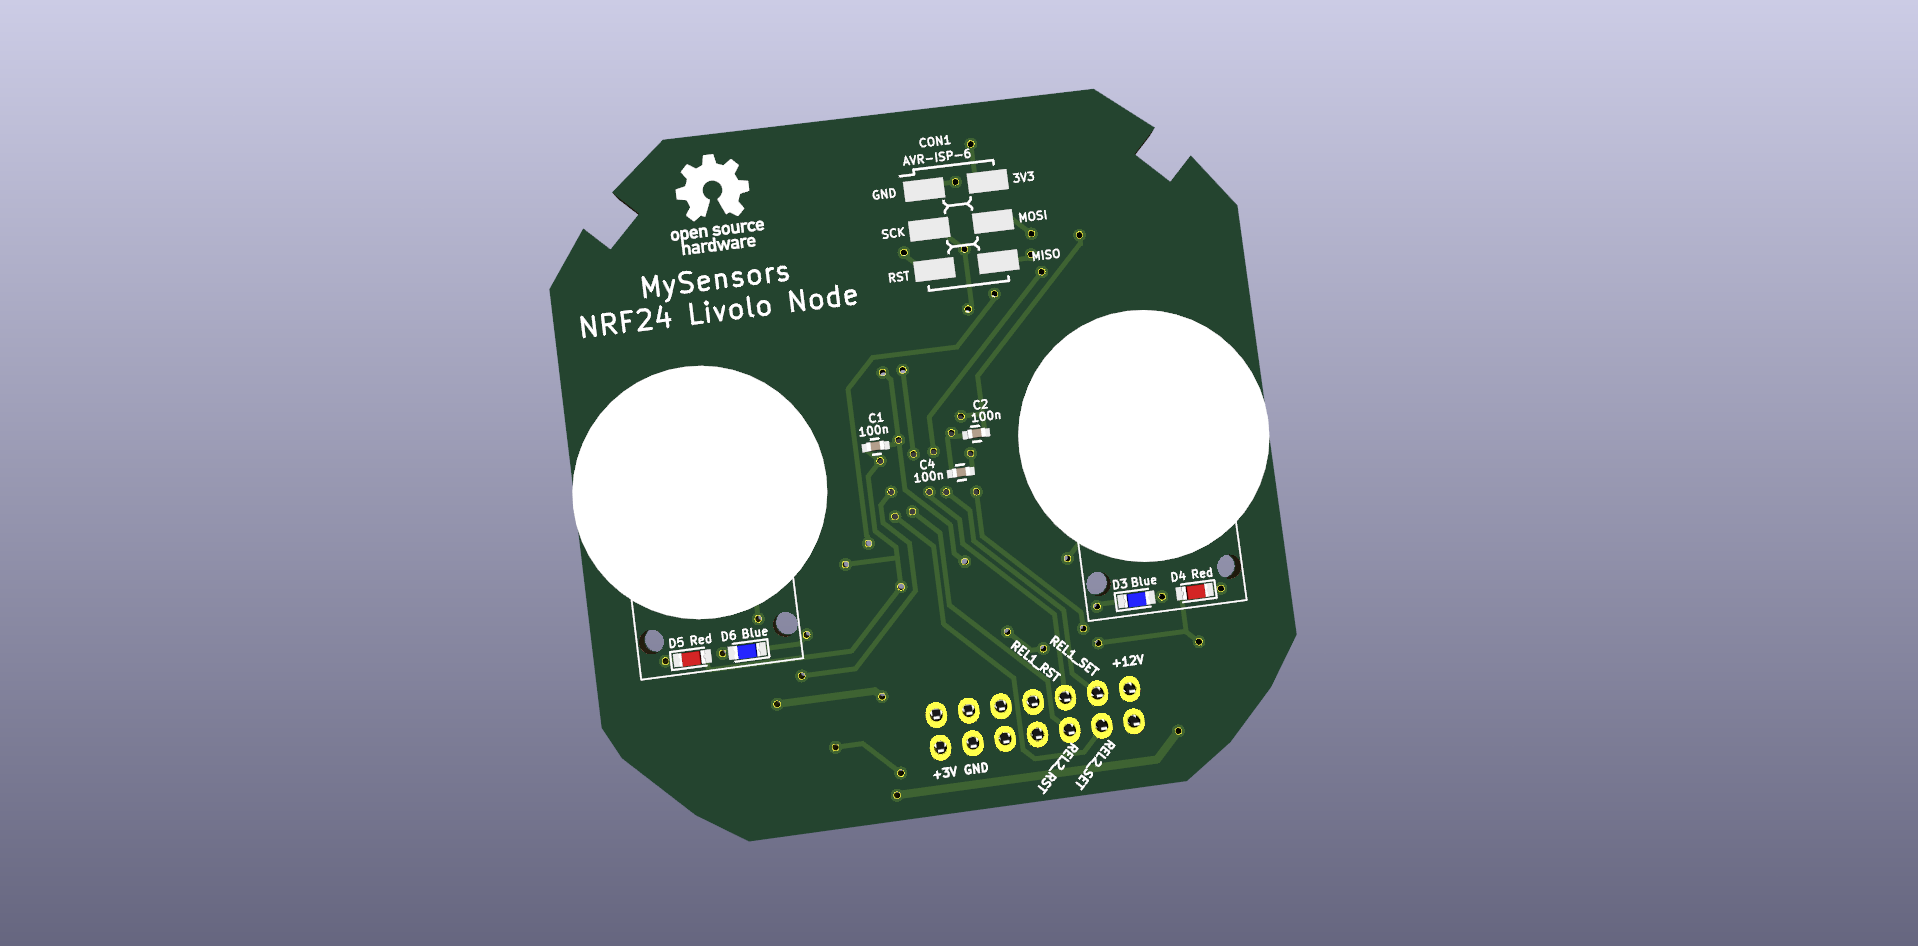 CON1
AVR-ISP-6
GND
3V3
SCK
MOSI
RST
MISO
open source
hardware
MySensors
NRF24 Livolo Node
C1
100n
C2
100n
C4
100n
D3 Blue
D4 Red
D5 Red
D6 Blue
REL1_RST
REL1_SET
+12V
+3V GND
REL2_RST
REL2_SET